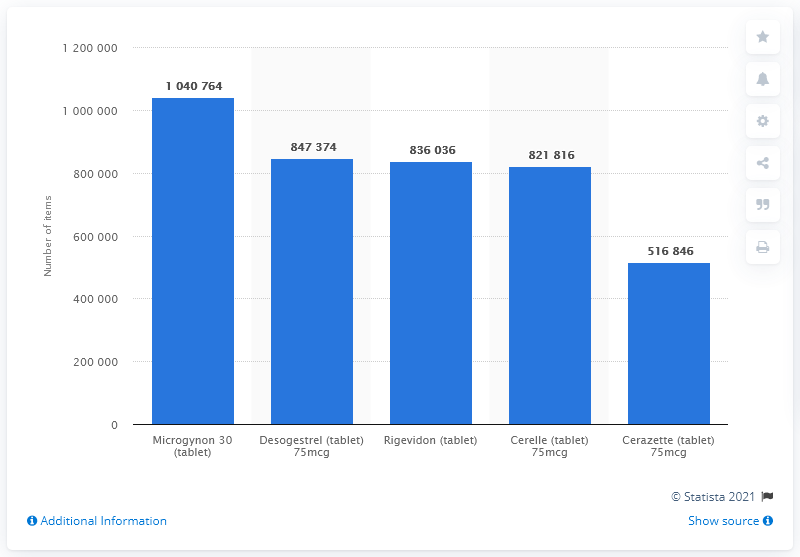 1 200 000
1 000 000
800 000
600 000
400 000
200 000
0
Number of items
1 040 764
847 374
836 036
821 816
516 846
Microgynon 30
(tablet)
Desogestrel (tablet)
75mcg
Rigevidon (tablet)
Cerelle (tablet)
75mcg
Cerazette (tablet)
75mcg
© Statista 2021
Additional Information
Show source